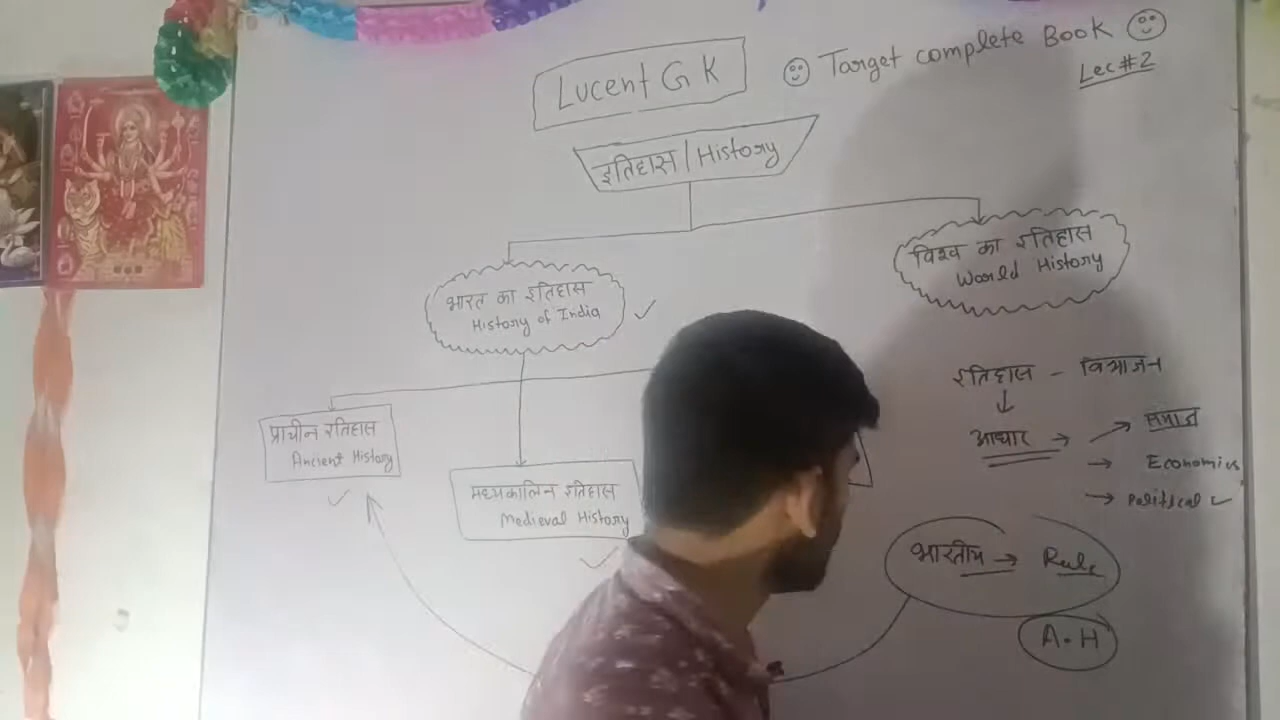 Lucent GK
Target complete Book
Lec#2
इतिहास/History
भारत का इतिहास
History of India
विश्व का इतिहास
World History
प्राचीन इतिहास
Ancient History
मध्यकालिन इतिहास
Medieval History
इतिहास - विभाजन
आधार
समाज
Economics
Political
भारतीय → Rule
A.H